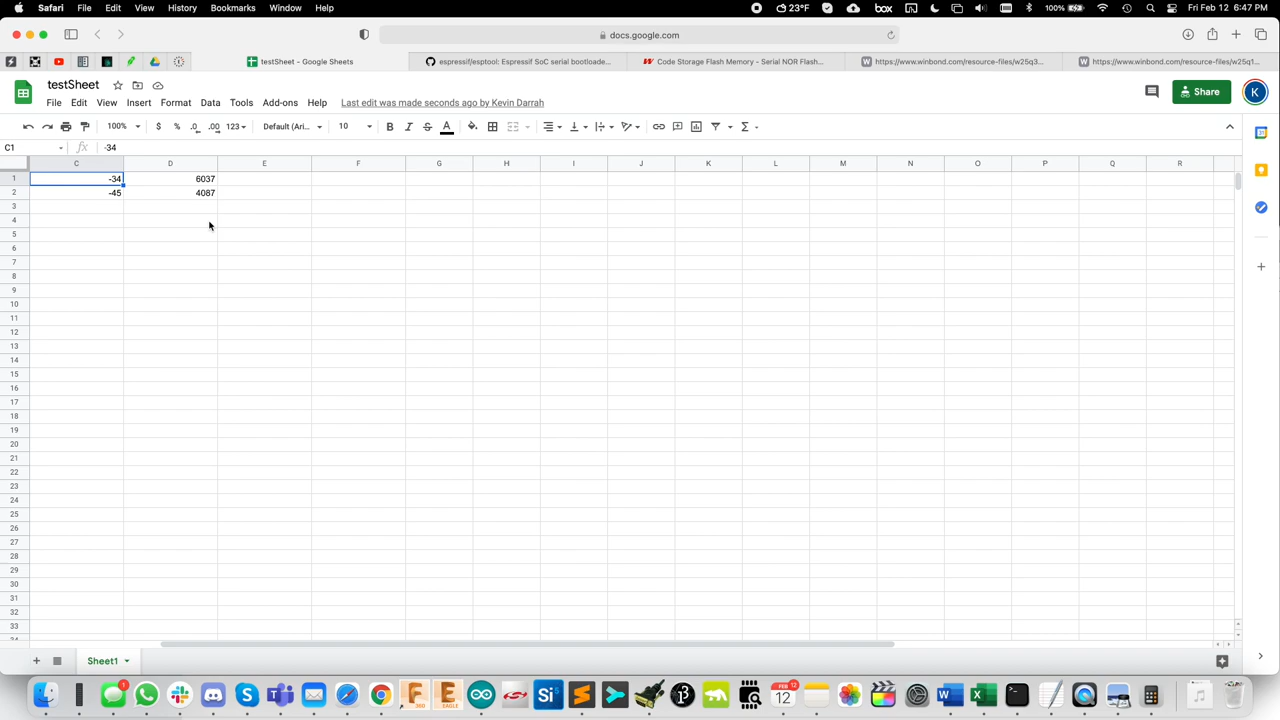 Safari File Edit View History Bookmarks Window Help 23°F box 100% Fri Feb 12 6:47 PM
docs.google.com
testSheet - Google Sheets espressif/esptool: Espressif SoC serial bootloade... Code Storage Flash Memory - Serial NOR Flash... https://www.winbond.com/resource-files/w25q3... https://www.winbond.com/resource-files/w25q1...
testSheet
File Edit View Insert Format Data Tools Add-ons Help Last edit was made seconds ago by Kevin Darrah Share K
100% $ % .0 .00 123 Default (Ari... 10 B I S A
C1 fx -34
C D E F G H I J K L M N O P Q R
1 -34 6037
2 -45 4087
3
4
5
6
7
8
9
10
11
12
13
14
15
16
17
18
19
20
21
22
23
24
25
26
27
28
29
30
31
32
33
Sheet1